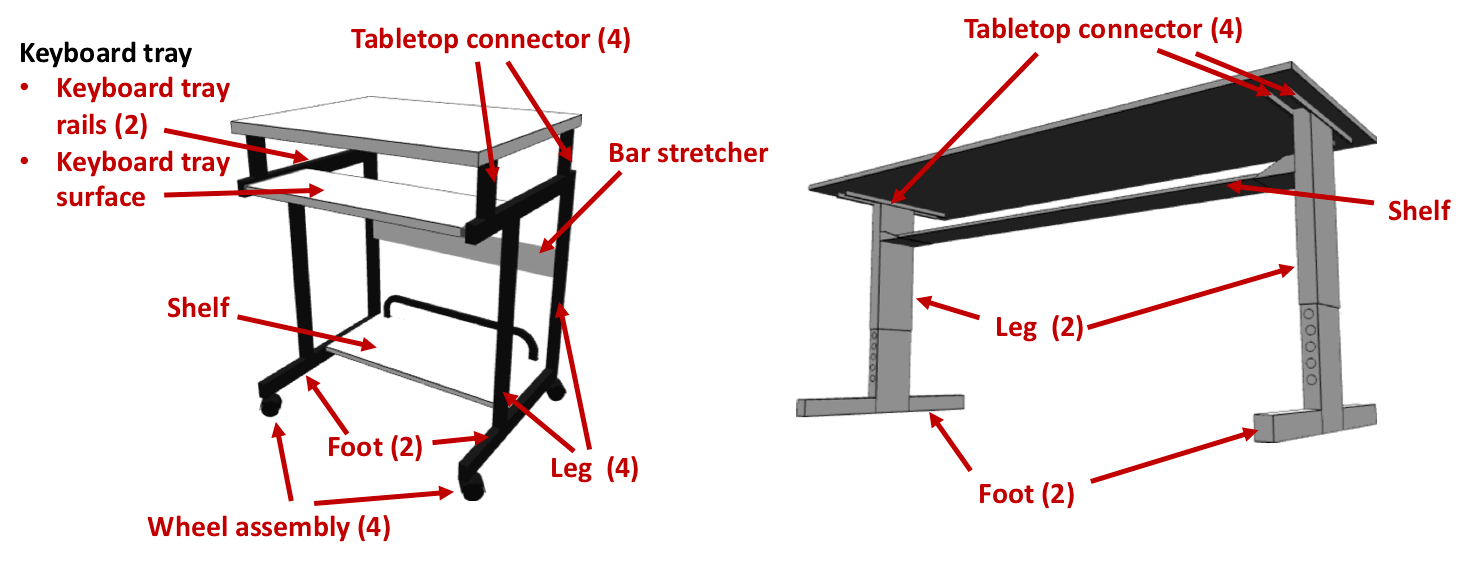 Keyboard tray
• Keyboard tray
rails (2)
• Keyboard tray
surface
Tabletop connector (4)
Bar stretcher
Shelf
Foot (2)
Leg (4)
Wheel assembly (4)
Tabletop connector (4)
Shelf
Leg (2)
Foot (2)